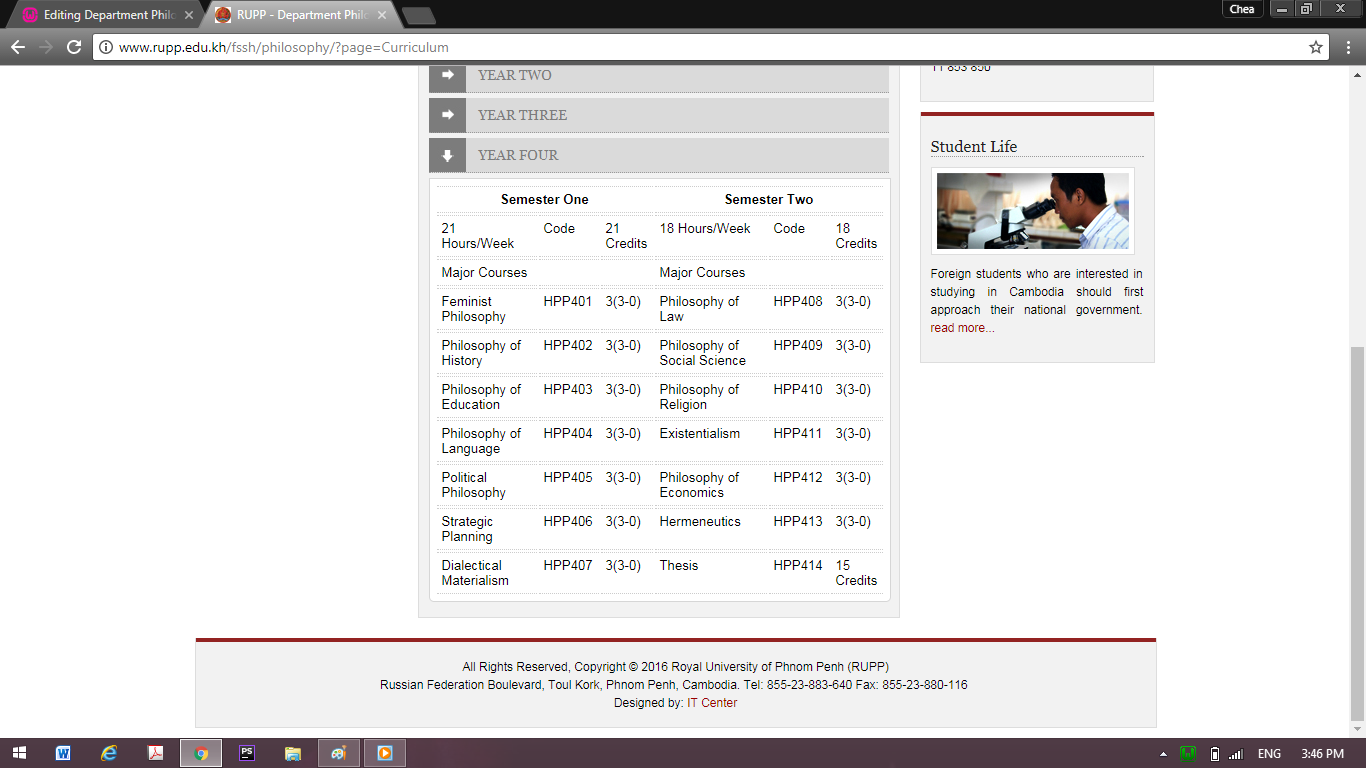 Editing Department Philo
RUPP - Department Philo
Chea
www.rupp.edu.kh/fssh/philosophy/?page=Curriculum
YEAR TWO
YEAR THREE
YEAR FOUR
Semester One Semester Two
21 Hours/Week Code 21 Credits 18 Hours/Week Code 18 Credits
Major Courses Major Courses
Feminist Philosophy HPP401 3(3-0) Philosophy of Law HPP408 3(3-0)
Philosophy of History HPP402 3(3-0) Philosophy of Social Science HPP409 3(3-0)
Philosophy of Education HPP403 3(3-0) Philosophy of Religion HPP410 3(3-0)
Philosophy of Language HPP404 3(3-0) Existentialism HPP411 3(3-0)
Political Philosophy HPP405 3(3-0) Philosophy of Economics HPP412 3(3-0)
Strategic Planning HPP406 3(3-0) Hermeneutics HPP413 3(3-0)
Dialectical Materialism HPP407 3(3-0) Thesis HPP414 15 Credits
11 853 850
Student Life
Foreign students who are interested in
studying in Cambodia should first
approach their national government.
read more...
All Rights Reserved, Copyright © 2016 Royal University of Phnom Penh (RUPP)
Russian Federation Boulevard, Toul Kork, Phnom Penh, Cambodia. Tel: 855-23-883-640 Fax: 855-23-880-116
Designed by: IT Center
ENG
3:46 PM